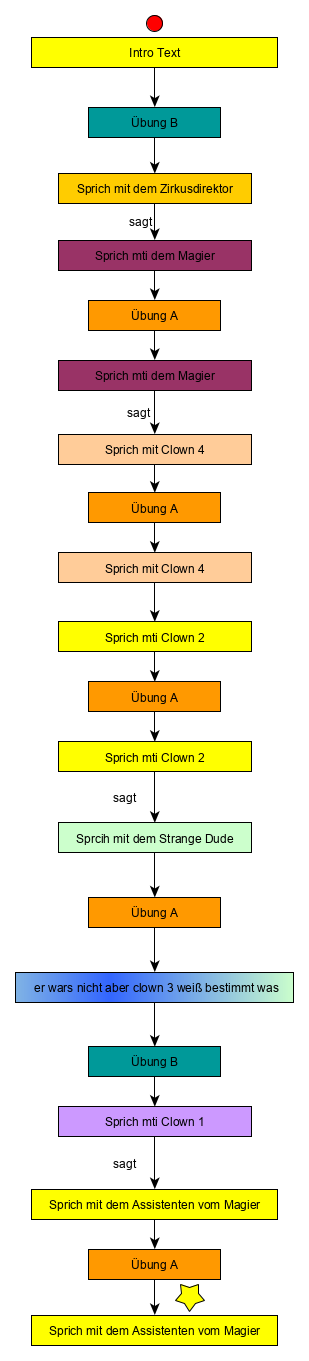 Intro Text
Übung B
Sprich mit dem Zirkusdirektor
sagt
Sprich mti dem Magier
Übung A
Sprich mti dem Magier
sagt
Sprich mit Clown 4
Übung A
Sprich mit Clown 4
Sprich mti Clown 2
Übung A
Sprich mti Clown 2
sagt
Sprcih mit dem Strange Dude
Übung A
er wars nicht aber clown 3 weiß bestimmt was
Übung B
Sprich mti Clown 1
sagt
Sprich mit dem Assistenten vom Magier
Übung A
Sprich mit dem Assistenten vom Magier